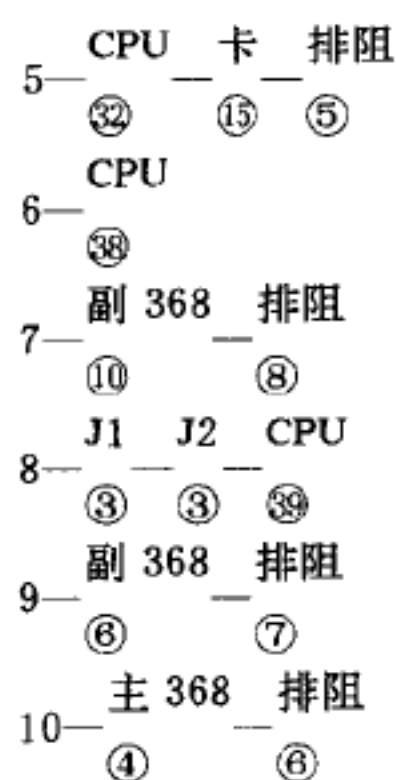 CPU 卡 排阻
5— — —
㉜ ⑮ ⑤
CPU
6—
㊳
副 368 排阻
7— —
⑩ ⑧
J1 J2 CPU
8— — —
③ ③ ㊴
副 368 排阻
9— —
⑥ ⑦
主 368 排阻
10— —
④ ⑥